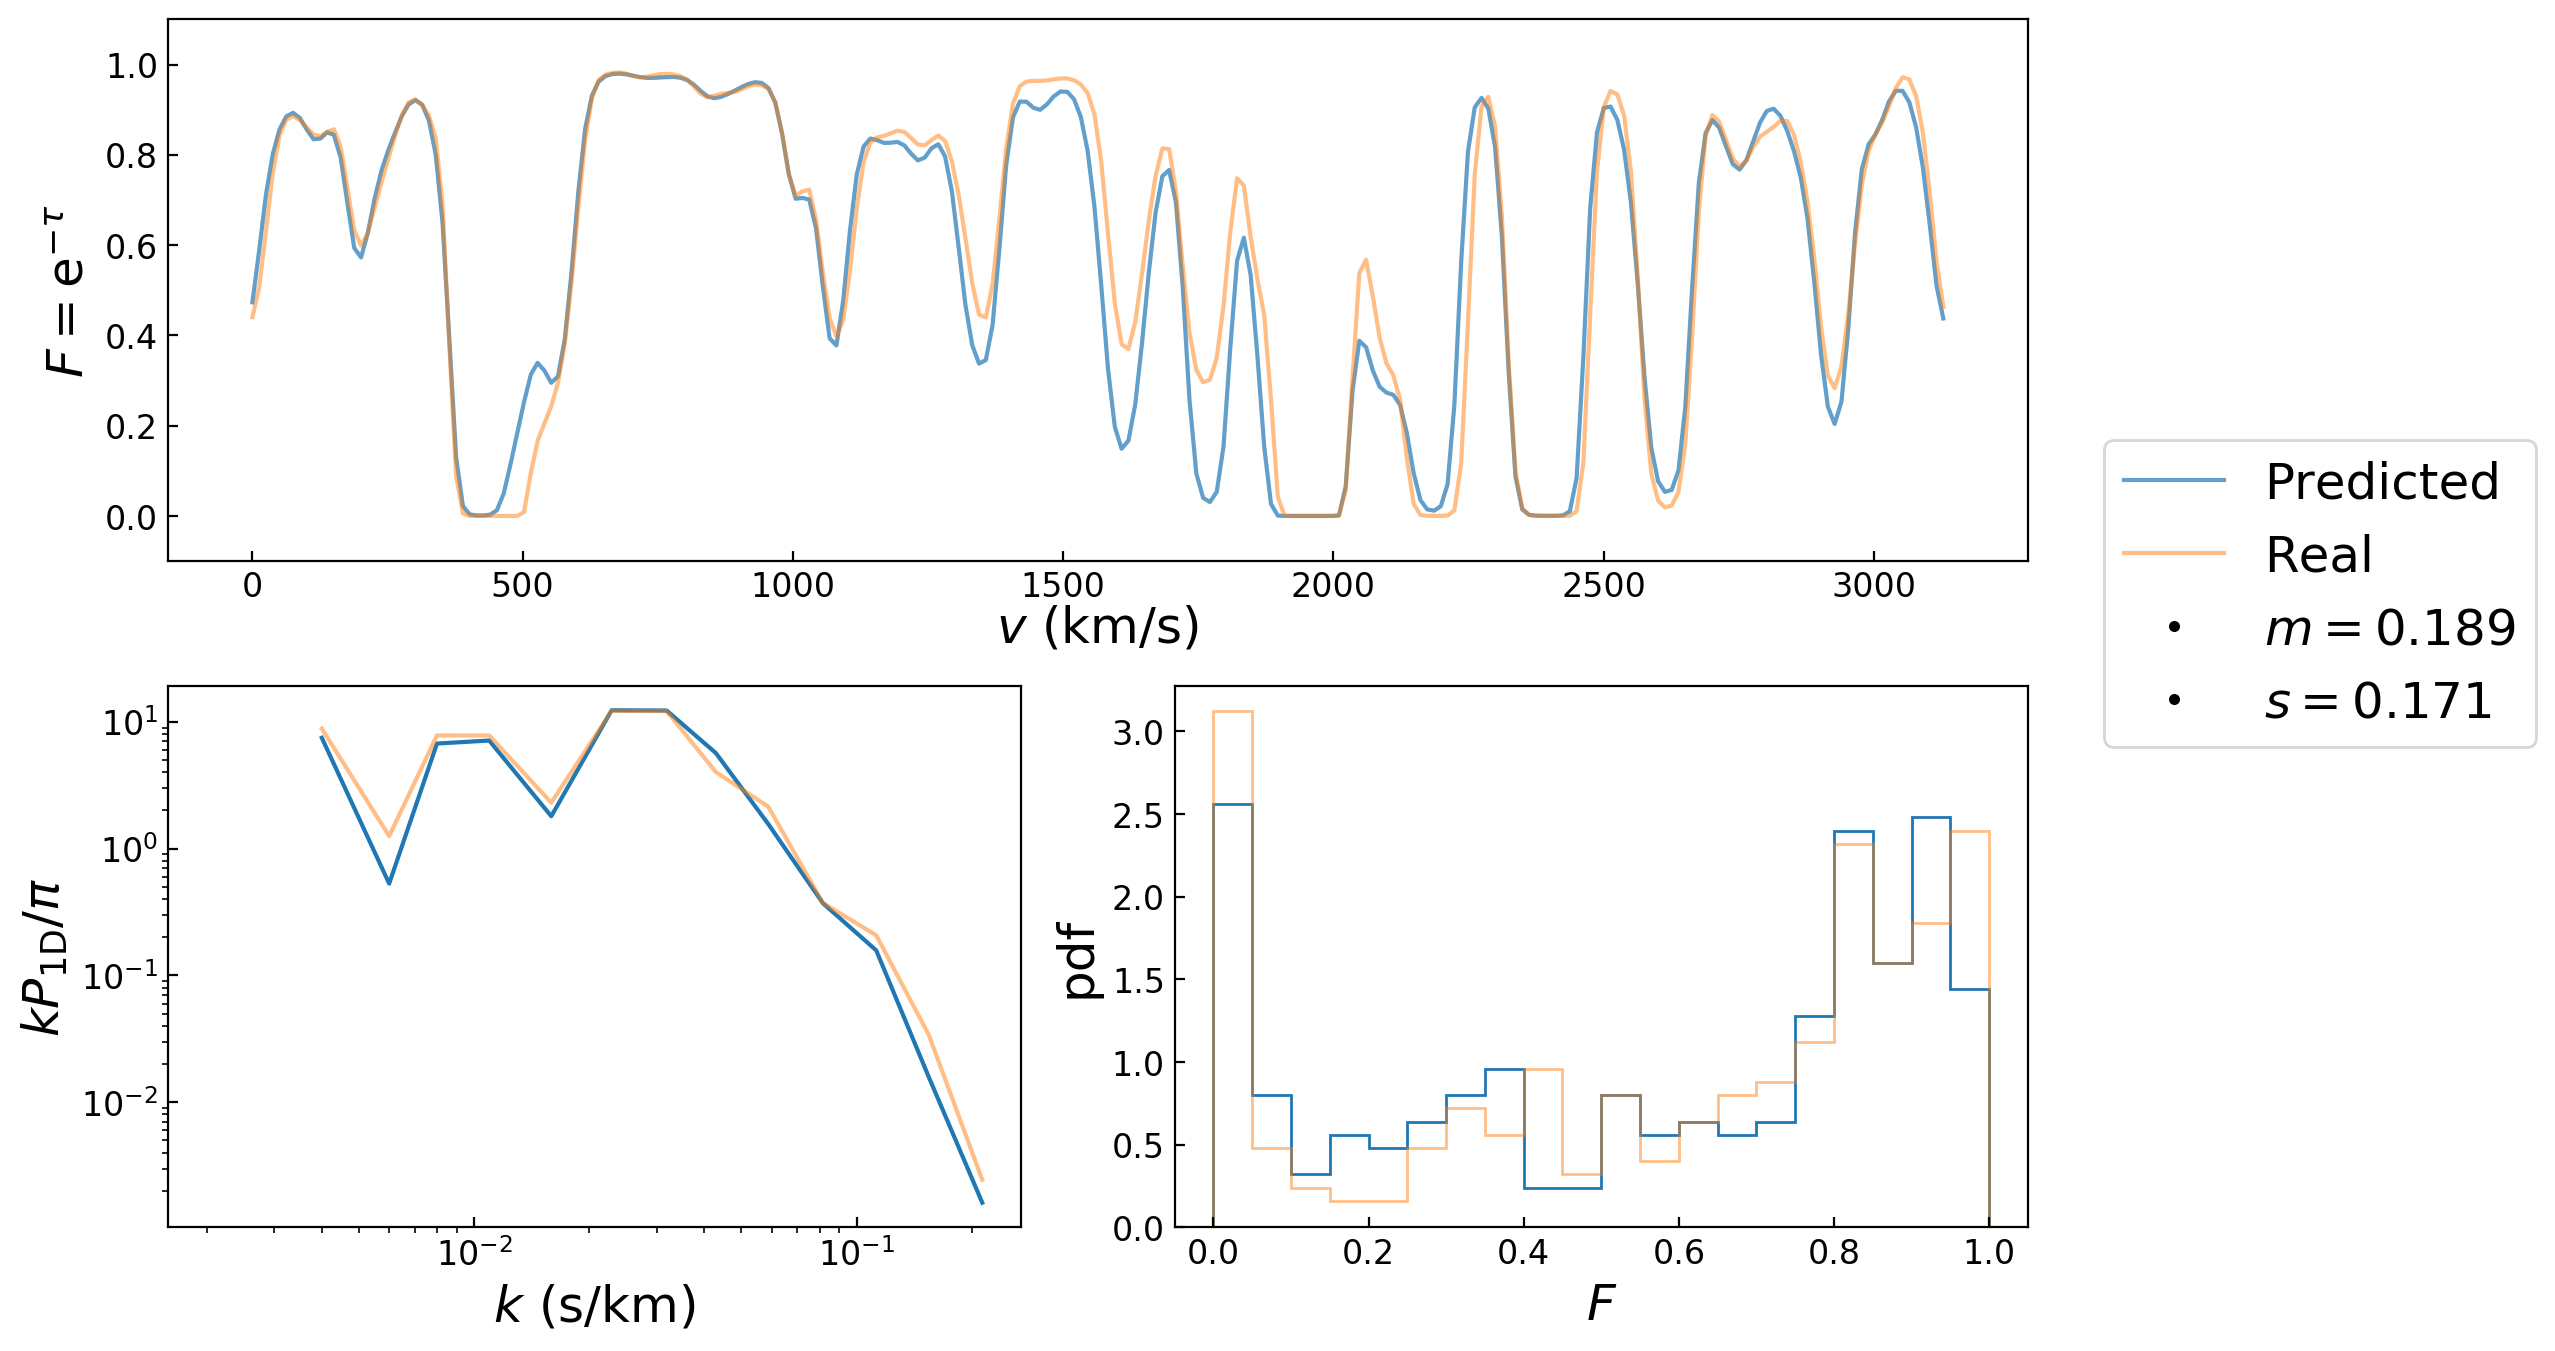 1.0
0.8
0.6
0.4
0.2
0.0
F = e^{−τ}
0 500 1000 1500 2000 2500 3000
v (km/s)
Predicted
Real
m = 0.189
s = 0.171
10^1
10^0
10^{−1}
10^{−2}
kP_{1D}/π
10^{−2} 10^{−1}
k (s/km)
3.0
2.5
2.0
1.5
1.0
0.5
0.0
pdf
0.0 0.2 0.4 0.6 0.8 1.0
F